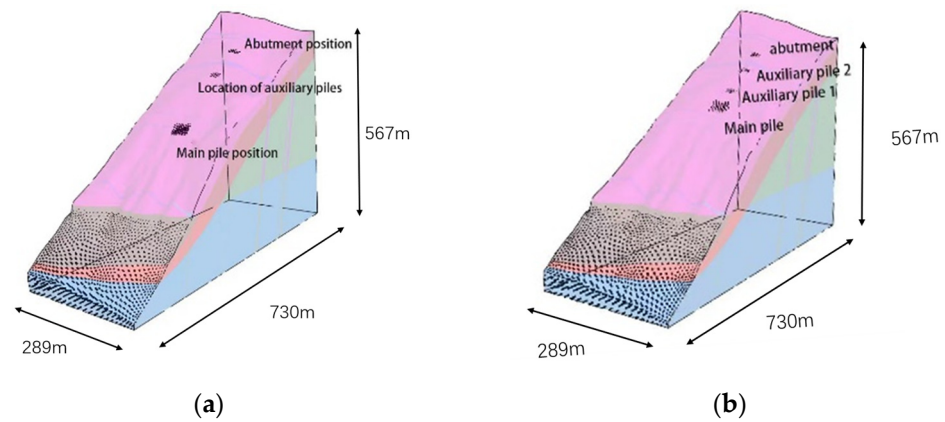 Abutment position
Location of auxiliary piles
Main pile position
567m
730m
289m
(a)
abutment
Auxiliary pile 2
Auxiliary pile 1
Main pile
567m
730m
289m
(b)